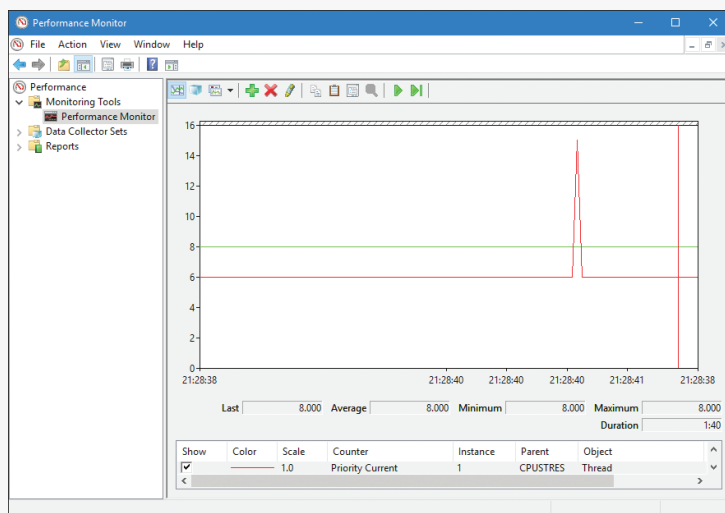 Performance Monitor
File Action View Window Help
Performance
Monitoring Tools
Performance Monitor
Data Collector Sets
Reports
16
14
12
10
8
6
4
2
0
21:28:38 21:28:40 21:28:40 21:28:40 21:28:41 21:28:38
Last 8.000 Average 8.000 Minimum 8.000 Maximum 8.000
Duration 1:40
Show Color Scale Counter Instance Parent Object
1.0 Priority Current 1 CPUSTRES Thread